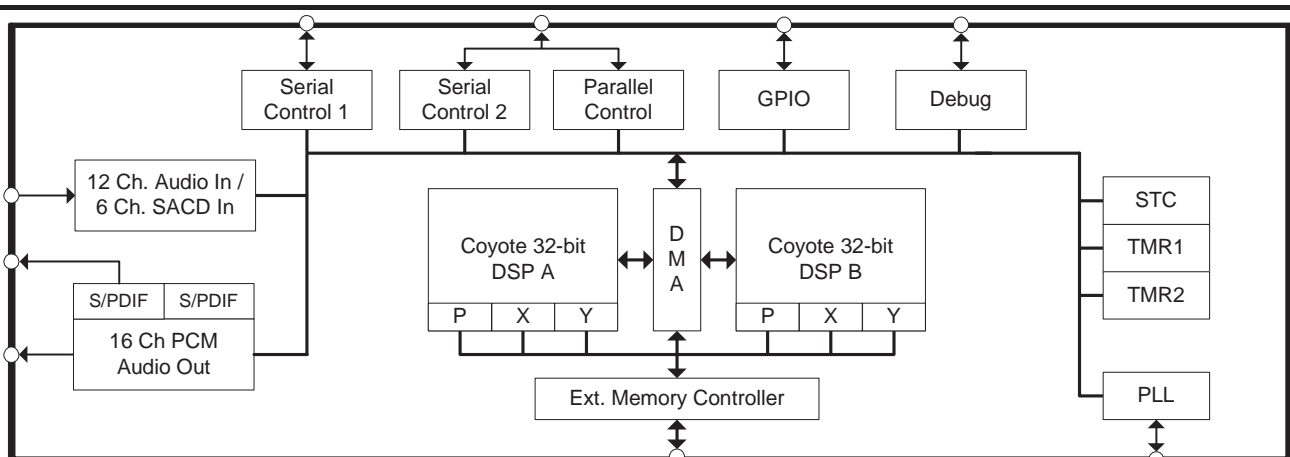 Serial
Control 1
Serial
Control 2
Parallel
Control
GPIO
Debug
12 Ch. Audio In /
6 Ch. SACD In
S/PDIF
S/PDIF
16 Ch PCM
Audio Out
Coyote 32-bit
DSP A
P
X
Y
D
M
A
Coyote 32-bit
DSP B
P
X
Y
Ext. Memory Controller
STC
TMR1
TMR2
PLL